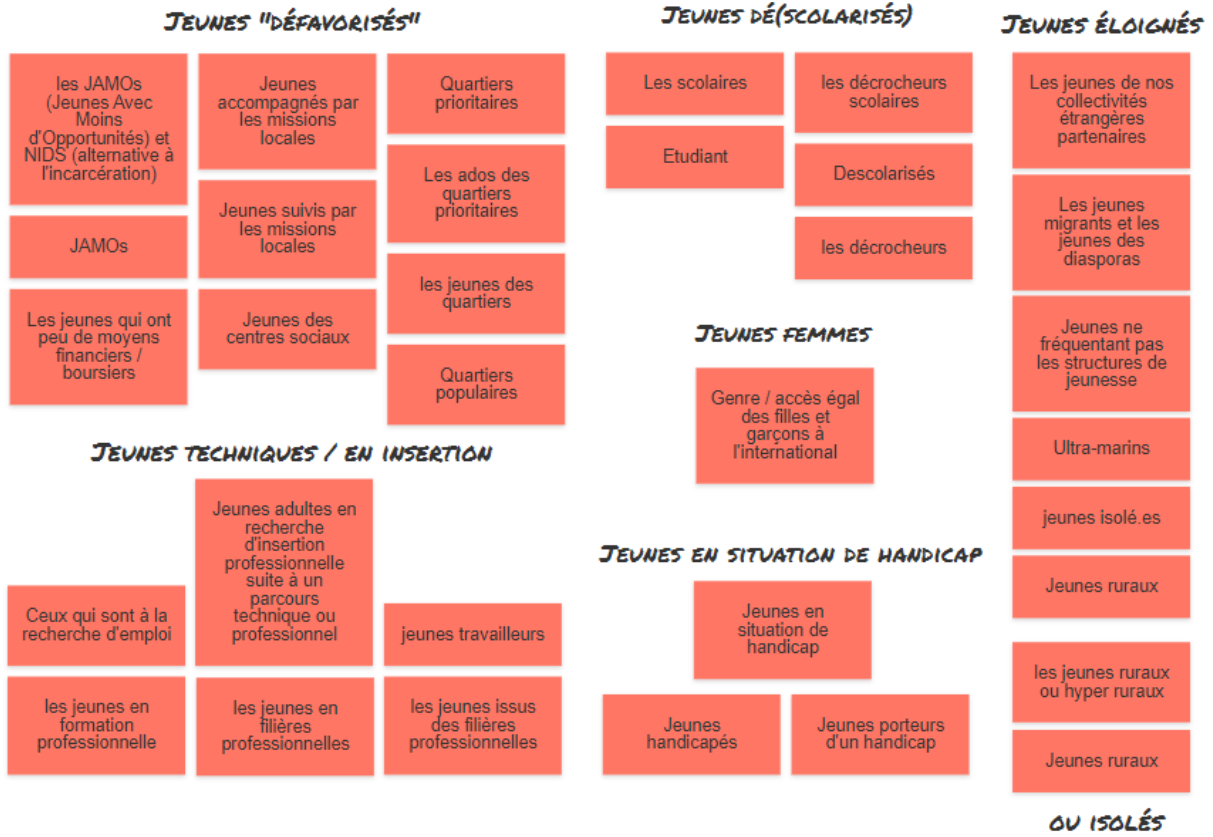 JEUNES "DÉFAVORISÉS"
les JAMOs
(Jeunes Avec
Moins
d'Opportunités) et
NIDS (alternative à
l'incarcération)
JAMOs
Les jeunes qui ont
peu de moyens
financiers /
boursiers
Jeunes
accompagnés par
les missions
locales
Jeunes suivis par
les missions
locales
Jeunes des
centres sociaux
Quartiers
prioritaires
Les ados des
quartiers
prioritaires
les jeunes des
quartiers
Quartiers
populaires
JEUNES TECHNIQUES / EN INSERTION
Ceux qui sont à la
recherche d'emploi
les jeunes en
formation
professionnelle
Jeunes adultes en
recherche
d'insertion
professionnelle
suite à un
parcours
technique ou
professionnel
les jeunes en
filières
professionnelles
jeunes travailleurs
les jeunes issus
des filières
professionnelles
JEUNES DÉ(SCOLARISÉS)
Les scolaires
Etudiant
les décrocheurs
scolaires
Descolarisés
les décrocheurs
JEUNES FEMMES
Genre / accès égal
des filles et
garçons à
l'international
JEUNES EN SITUATION DE HANDICAP
Jeunes en
situation de
handicap
Jeunes
handicapés
Jeunes porteurs
d'un handicap
JEUNES ÉLOIGNÉS
Les jeunes de nos
collectivités
étrangères
partenaires
Les jeunes
migrants et les
jeunes des
diasporas
Jeunes ne
fréquentant pas
les structures de
jeunesse
Ultra-marins
jeunes isolé.es
Jeunes ruraux
les jeunes ruraux
ou hyper ruraux
Jeunes ruraux
OU ISOLÉS